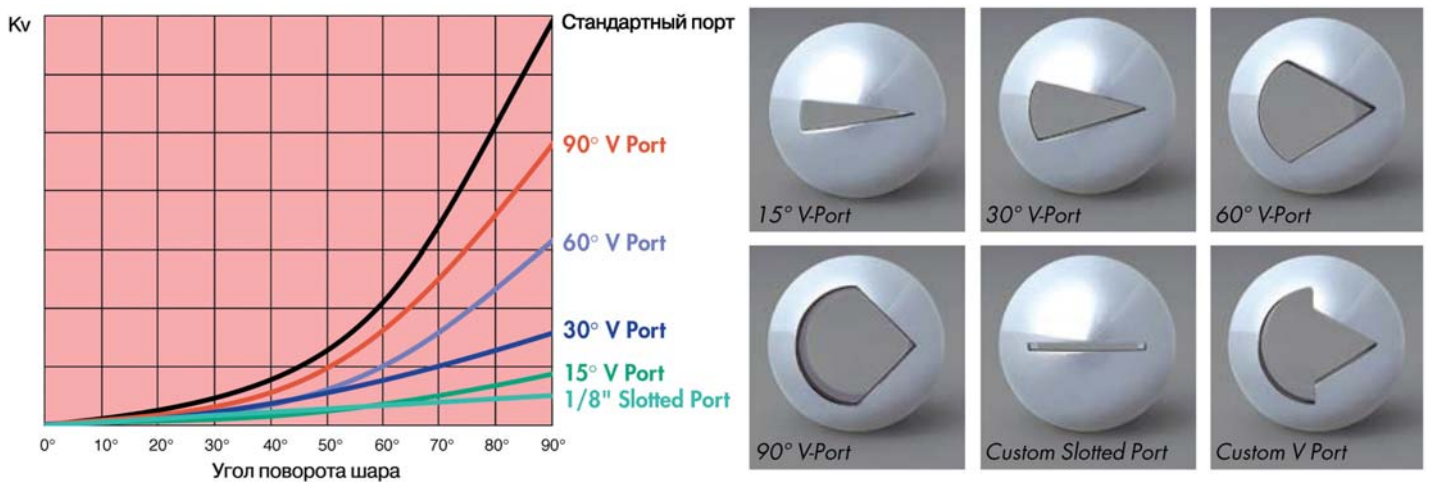 Kv
Стандартный порт
90° V Port
60° V Port
30° V Port
15° V Port
1/8" Slotted Port
0° 10° 20° 30° 40° 50° 60° 70° 80° 90°
Угол поворота шара
15° V-Port
30° V-Port
60° V-Port
90° V-Port
Custom Slotted Port
Custom V Port